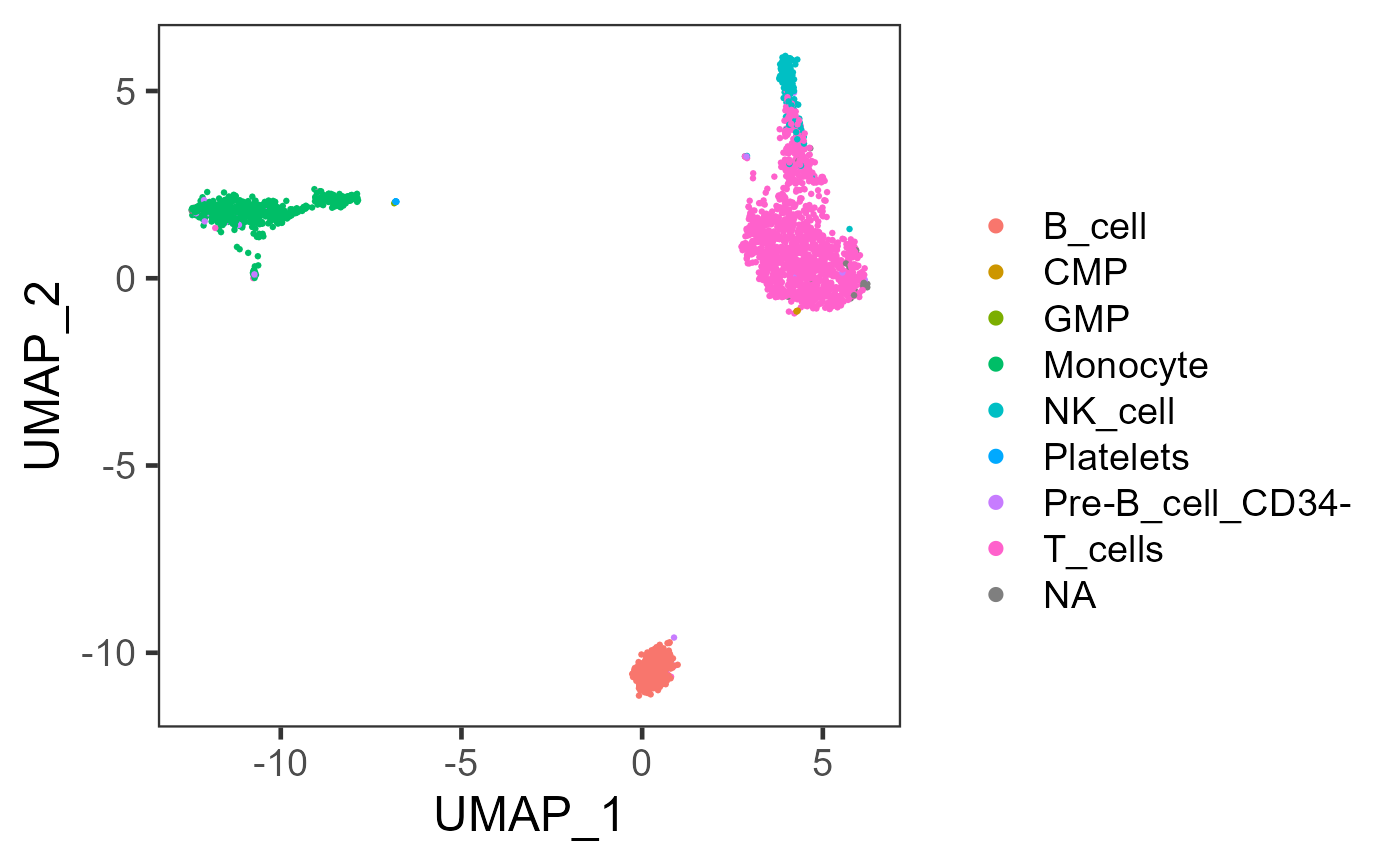 UMAP_2
5
0
-5
-10
-10
-5
0
5
UMAP_1
B_cell
CMP
GMP
Monocyte
NK_cell
Platelets
Pre-B_cell_CD34-
T_cells
NA